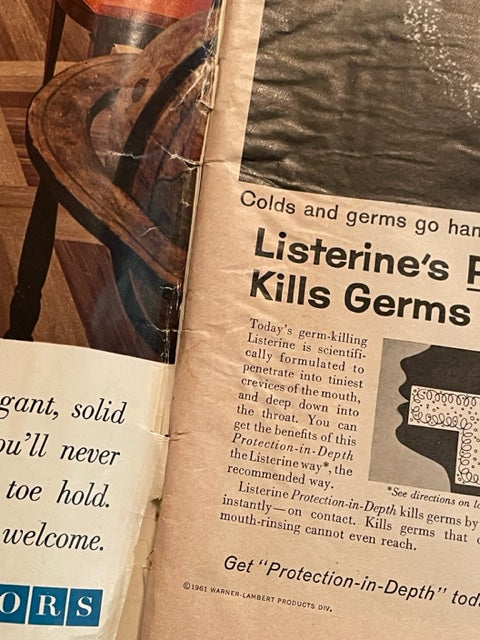 gant, solid
ou'll never
toe hold.
welcome.
ORS
Colds and germs go han
Listerine's P
Kills Germs
Today's germ-killing
Listerine is scientifi-
cally formulated to
penetrate into tiniest
crevices of the mouth,
and deep down into
the throat. You can
get the benefits of this
Protection-in-Depth
the Listerine way*, the
recommended way.
*See directions on la
Listerine Protection-in-Depth kills germs by
instantly—on contact. Kills germs that o
mouth-rinsing cannot even reach.
Get "Protection-in-Depth" toda
©1961 WARNER-LAMBERT PRODUCTS DIV.